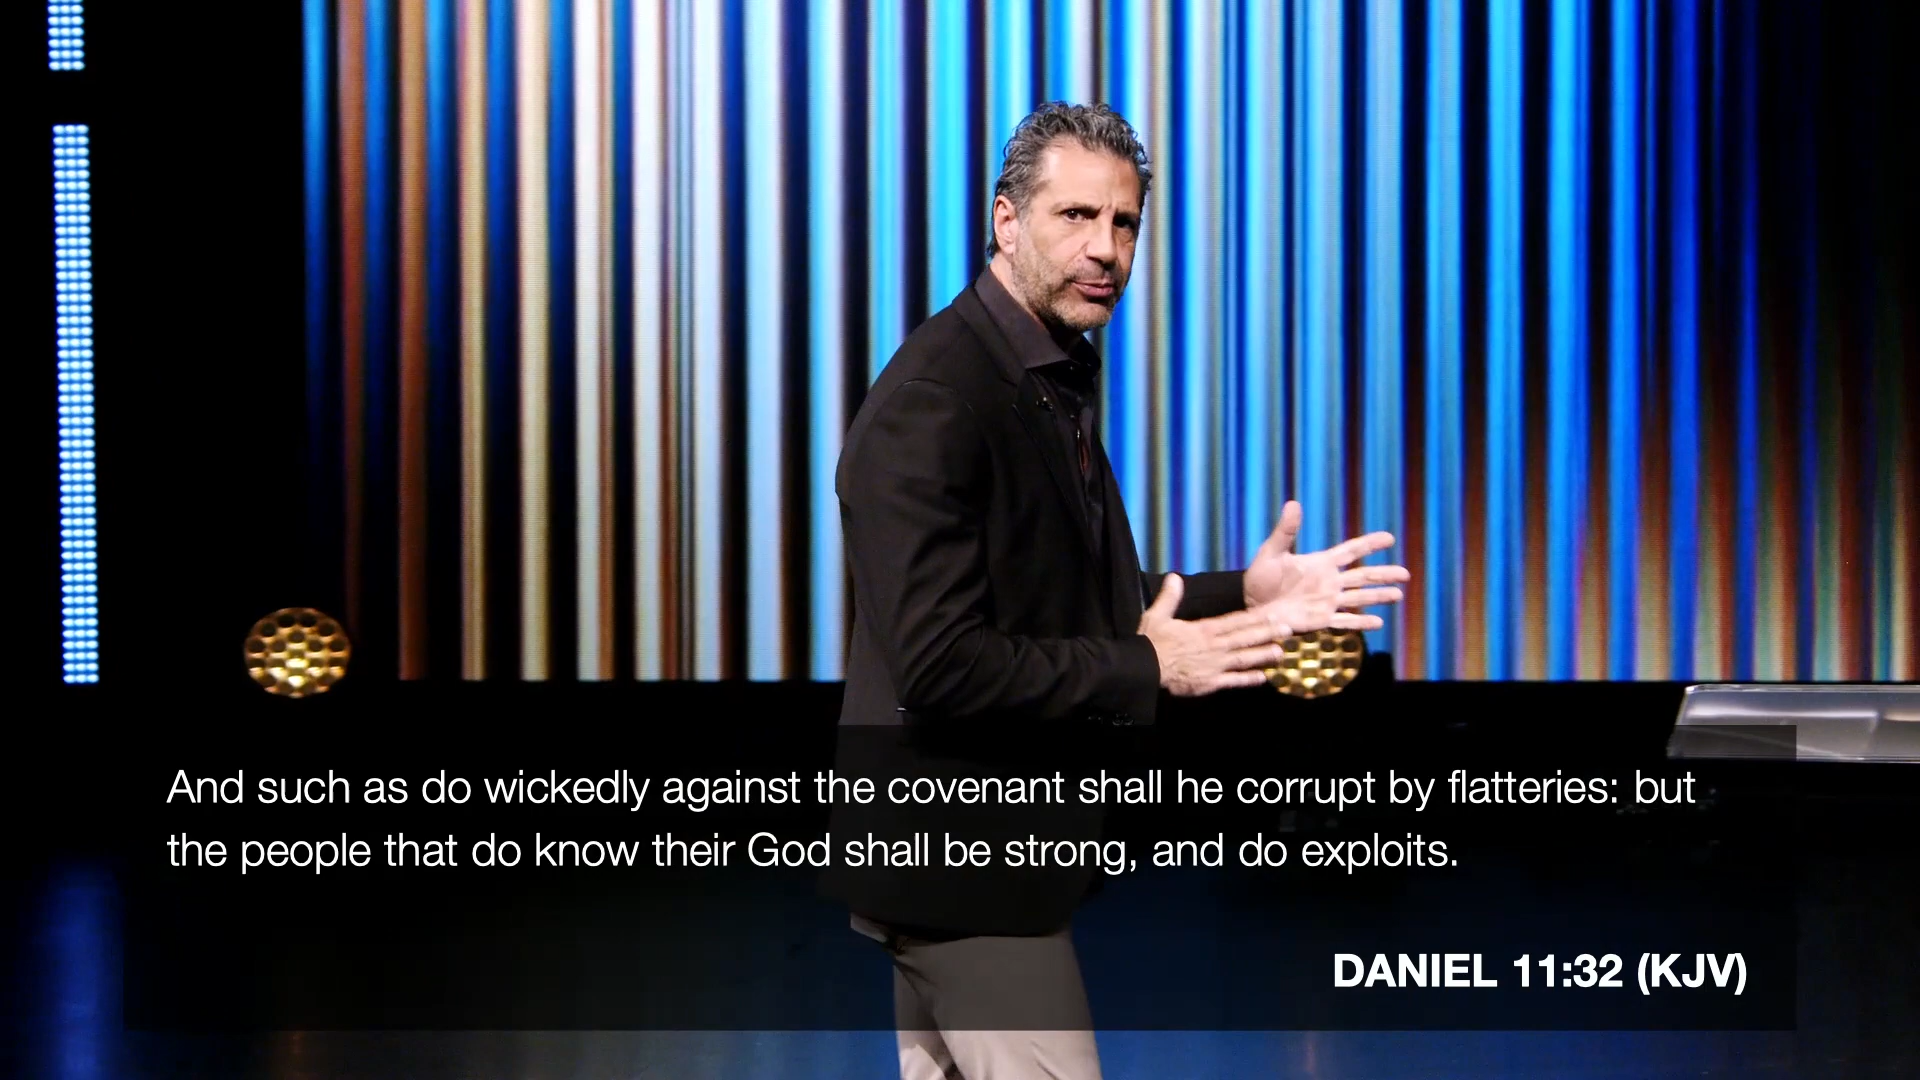 And such as do wickedly against the covenant shall he corrupt by flatteries: but
the people that do know their God shall be strong, and do exploits.
DANIEL 11:32 (KJV)